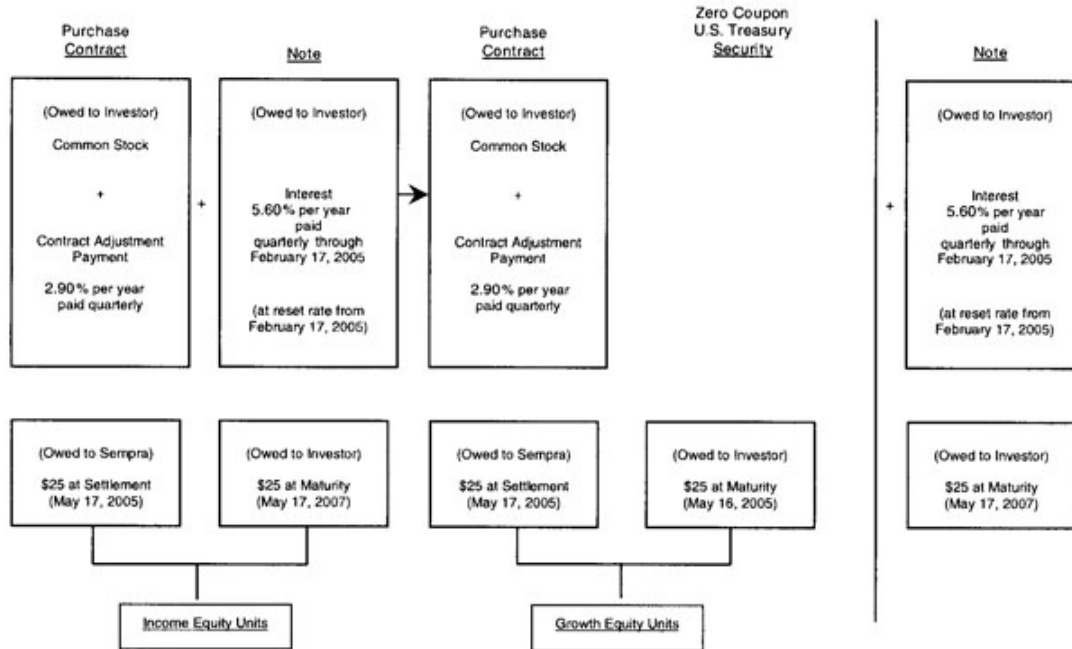 Purchase
Contract
(Owed to Investor)
Common Stock
+
Contract Adjustment
Payment
2.90% per year
paid quarterly
+
Note
(Owed to Investor)
Interest
5.60% per year
paid
quarterly through
February 17, 2005
(at reset rate from
February 17, 2005)
Purchase
Contract
(Owed to Investor)
Common Stock
+
Contract Adjustment
Payment
2.90% per year
paid quarterly
Zero Coupon
U.S. Treasury
Security
+
Note
(Owed to Investor)
Interest
5.60% per year
paid
quarterly through
February 17, 2005
(at reset rate from
February 17, 2005)
(Owed to Sempra)
$25 at Settlement
(May 17, 2005)
(Owed to Investor)
$25 at Maturity
(May 17, 2007)
(Owed to Sempra)
$25 at Settlement
(May 17, 2005)
(Owed to Investor)
$25 at Maturity
(May 16, 2005)
(Owed to Investor)
$25 at Maturity
(May 17, 2007)
Income Equity Units
Growth Equity Units